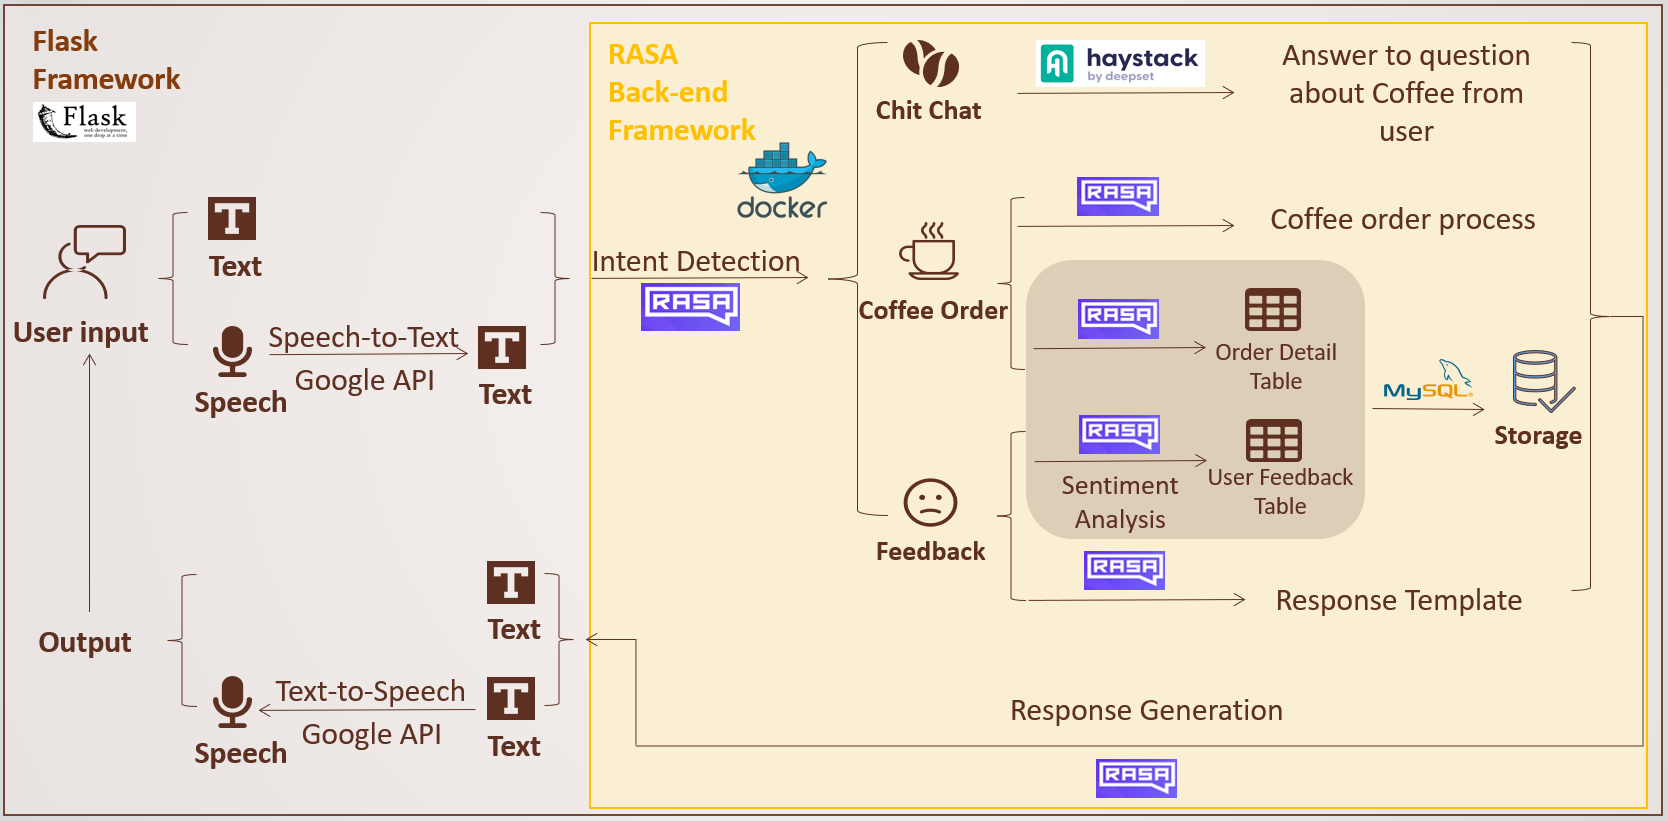 Flask
Framework
Flask
web development,
one drop at a time
User input
T
Text
Speech
Speech-to-Text
Google API
T
Text
RASA
Back-end
Framework
docker
Intent Detection
RASA
Chit Chat
haystack
by deepset
Answer to question
about Coffee from
user
Coffee Order
RASA
Coffee order process
RASA
Order Detail
Table
Feedback
RASA
Sentiment
Analysis
User Feedback
Table
MySQL®
Storage
RASA
Response Template
Response Generation
RASA
T
Text
T
Text
Text-to-Speech
Google API
Speech
Output